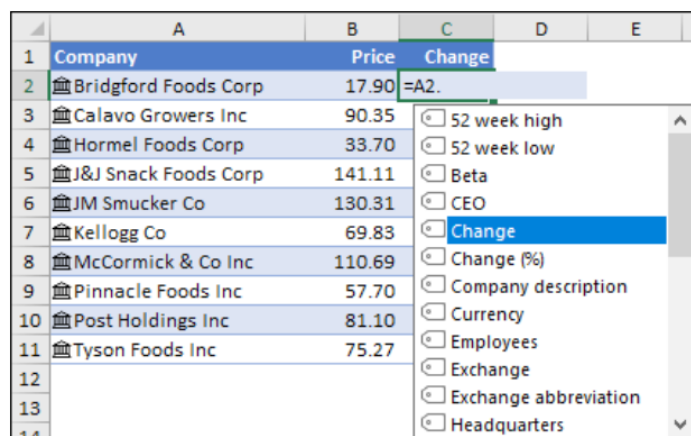 A B C D E
1 Company Price Change
2 Bridgford Foods Corp 17.90 =A2.
3 Calavo Growers Inc 90.35
4 Hormel Foods Corp 33.70
5 J&J Snack Foods Corp 141.11
6 JM Smucker Co 130.31
7 Kellogg Co 69.83
8 McCormick & Co Inc 110.69
9 Pinnacle Foods Inc 57.70
10 Post Holdings Inc 81.10
11 Tyson Foods Inc 75.27
12
13
14
52 week high
52 week low
Beta
CEO
Change
Change (%)
Company description
Currency
Employees
Exchange
Exchange abbreviation
Headquarters